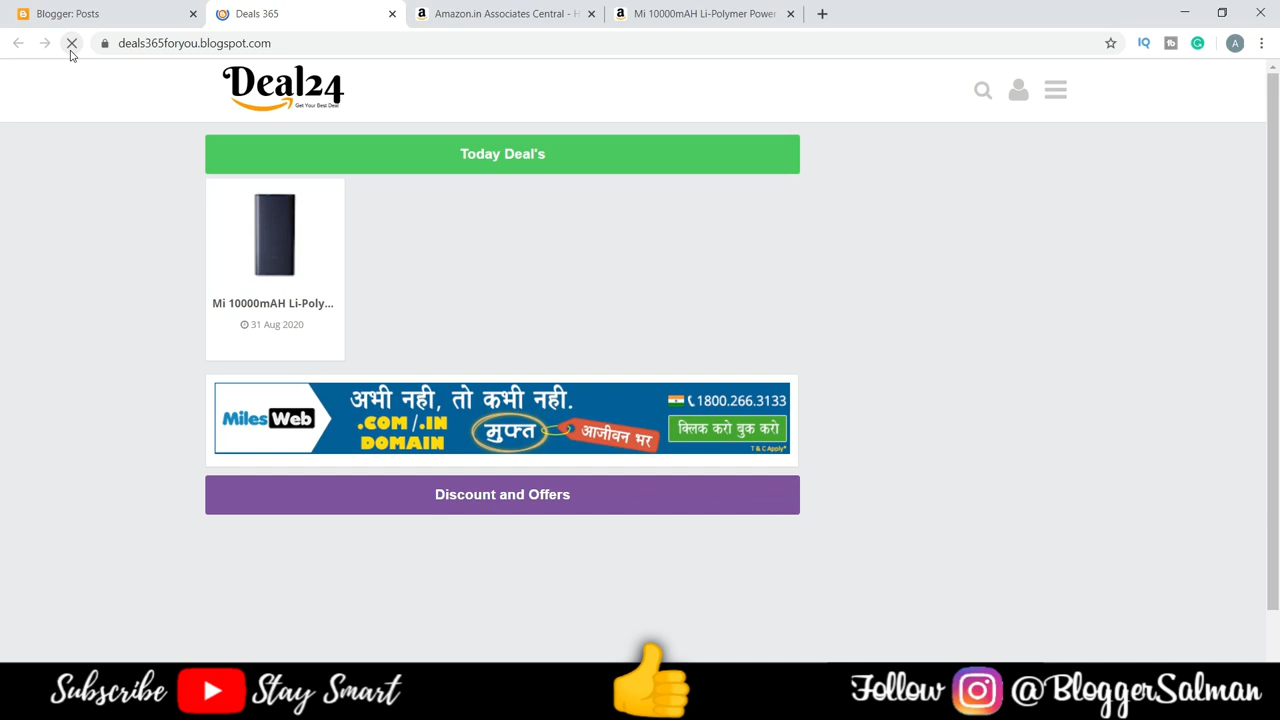 Blogger: Posts
Deals 365
Amazon.in Associates Central - H
Mi 10000mAH Li-Polymer Power
deals365foryou.blogspot.com
A
Deal24
Get Your Best Deal
Today Deal's
Mi 10000mAH Li-Poly...
31 Aug 2020
MilesWeb
अभी नहीं, तो कभी नहीं.
.COM/.IN
DOMAIN
मुफ्त
आजीवन भर
1800.266.3133
क्लिक करो बुक करो
T & C Apply*
Discount and Offers
Subscribe
Stay Smart
Follow
@BloggerSalman